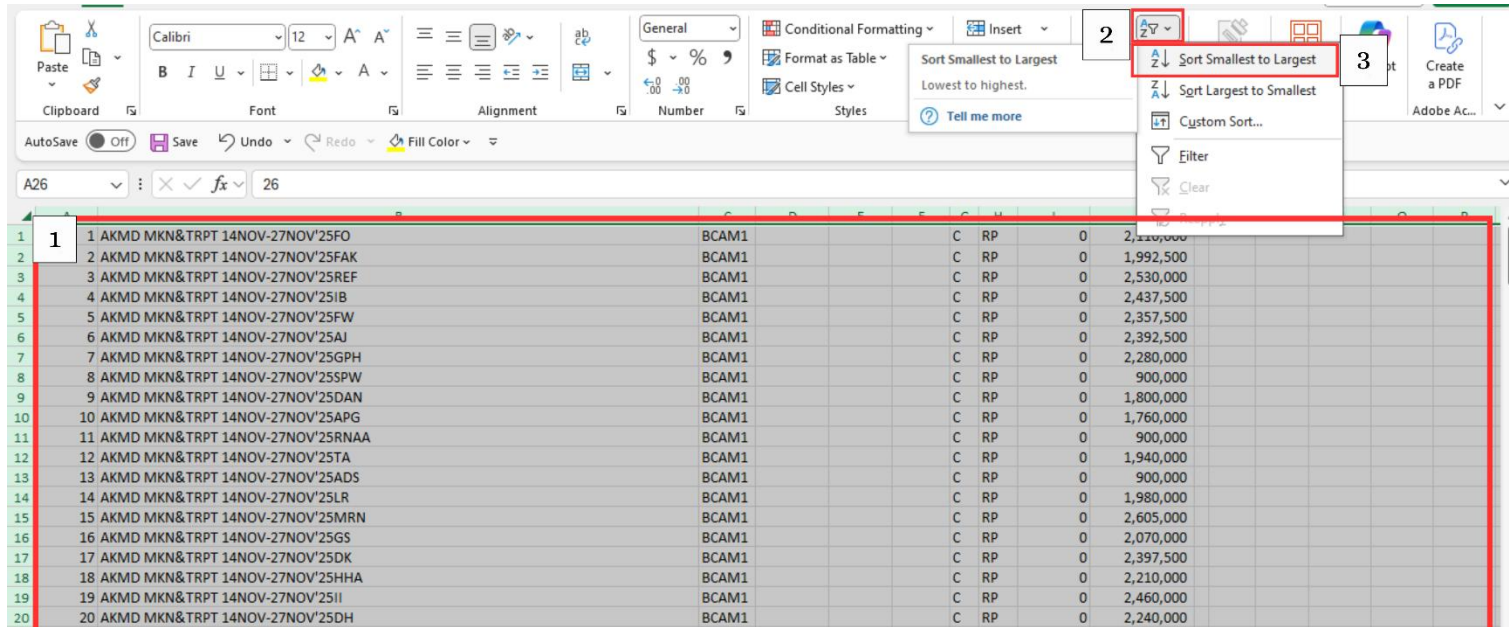 Calibri 12 A^ A˅ ab General Conditional Formatting Insert 2
Paste B I U A $ % 9 Format as Table Sort Smallest to Largest Sort Smallest to Largest 3 Create
Cell Styles Lowest to highest. Sort Largest to Smallest a PDF
Clipboard Font Alignment Number Styles Tell me more Custom Sort... Adobe Ac...
AutoSave Off Save Undo Redo Fill Color Filter
A26 fx 26 Clear
1
1 1 AKMD MKN&TRPT 14NOV-27NOV'25FO BCAM1 C RP 0 2,110,000
2 2 AKMD MKN&TRPT 14NOV-27NOV'25FAK BCAM1 C RP 0 1,992,500
3 3 AKMD MKN&TRPT 14NOV-27NOV'25REF BCAM1 C RP 0 2,530,000
4 4 AKMD MKN&TRPT 14NOV-27NOV'25IB BCAM1 C RP 0 2,437,500
5 5 AKMD MKN&TRPT 14NOV-27NOV'25FW BCAM1 C RP 0 2,357,500
6 6 AKMD MKN&TRPT 14NOV-27NOV'25AJ BCAM1 C RP 0 2,392,500
7 7 AKMD MKN&TRPT 14NOV-27NOV'25GPH BCAM1 C RP 0 2,280,000
8 8 AKMD MKN&TRPT 14NOV-27NOV'25SPW BCAM1 C RP 0 900,000
9 9 AKMD MKN&TRPT 14NOV-27NOV'25DAN BCAM1 C RP 0 1,800,000
10 10 AKMD MKN&TRPT 14NOV-27NOV'25APG BCAM1 C RP 0 1,760,000
11 11 AKMD MKN&TRPT 14NOV-27NOV'25RNAA BCAM1 C RP 0 900,000
12 12 AKMD MKN&TRPT 14NOV-27NOV'25TA BCAM1 C RP 0 1,940,000
13 13 AKMD MKN&TRPT 14NOV-27NOV'25ADS BCAM1 C RP 0 900,000
14 14 AKMD MKN&TRPT 14NOV-27NOV'25LR BCAM1 C RP 0 1,980,000
15 15 AKMD MKN&TRPT 14NOV-27NOV'25MRN BCAM1 C RP 0 2,605,000
16 16 AKMD MKN&TRPT 14NOV-27NOV'25GS BCAM1 C RP 0 2,070,000
17 17 AKMD MKN&TRPT 14NOV-27NOV'25DK BCAM1 C RP 0 2,397,500
18 18 AKMD MKN&TRPT 14NOV-27NOV'25HHA BCAM1 C RP 0 2,210,000
19 19 AKMD MKN&TRPT 14NOV-27NOV'25II BCAM1 C RP 0 2,460,000
20 20 AKMD MKN&TRPT 14NOV-27NOV'25DH BCAM1 C RP 0 2,240,000